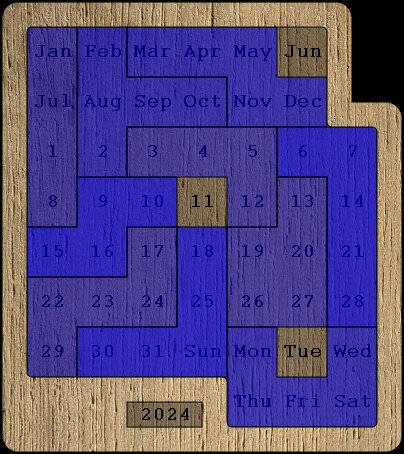 Jan Feb Mar Apr May Jun
Jul Aug Sep Oct Nov Dec
1 2 3 4 5 6 7
8 9 10 11 12 13 14
15 16 17 18 19 20 21
22 23 24 25 26 27 28
29 30 31 Sun Mon Tue Wed
Thu Fri Sat
2024